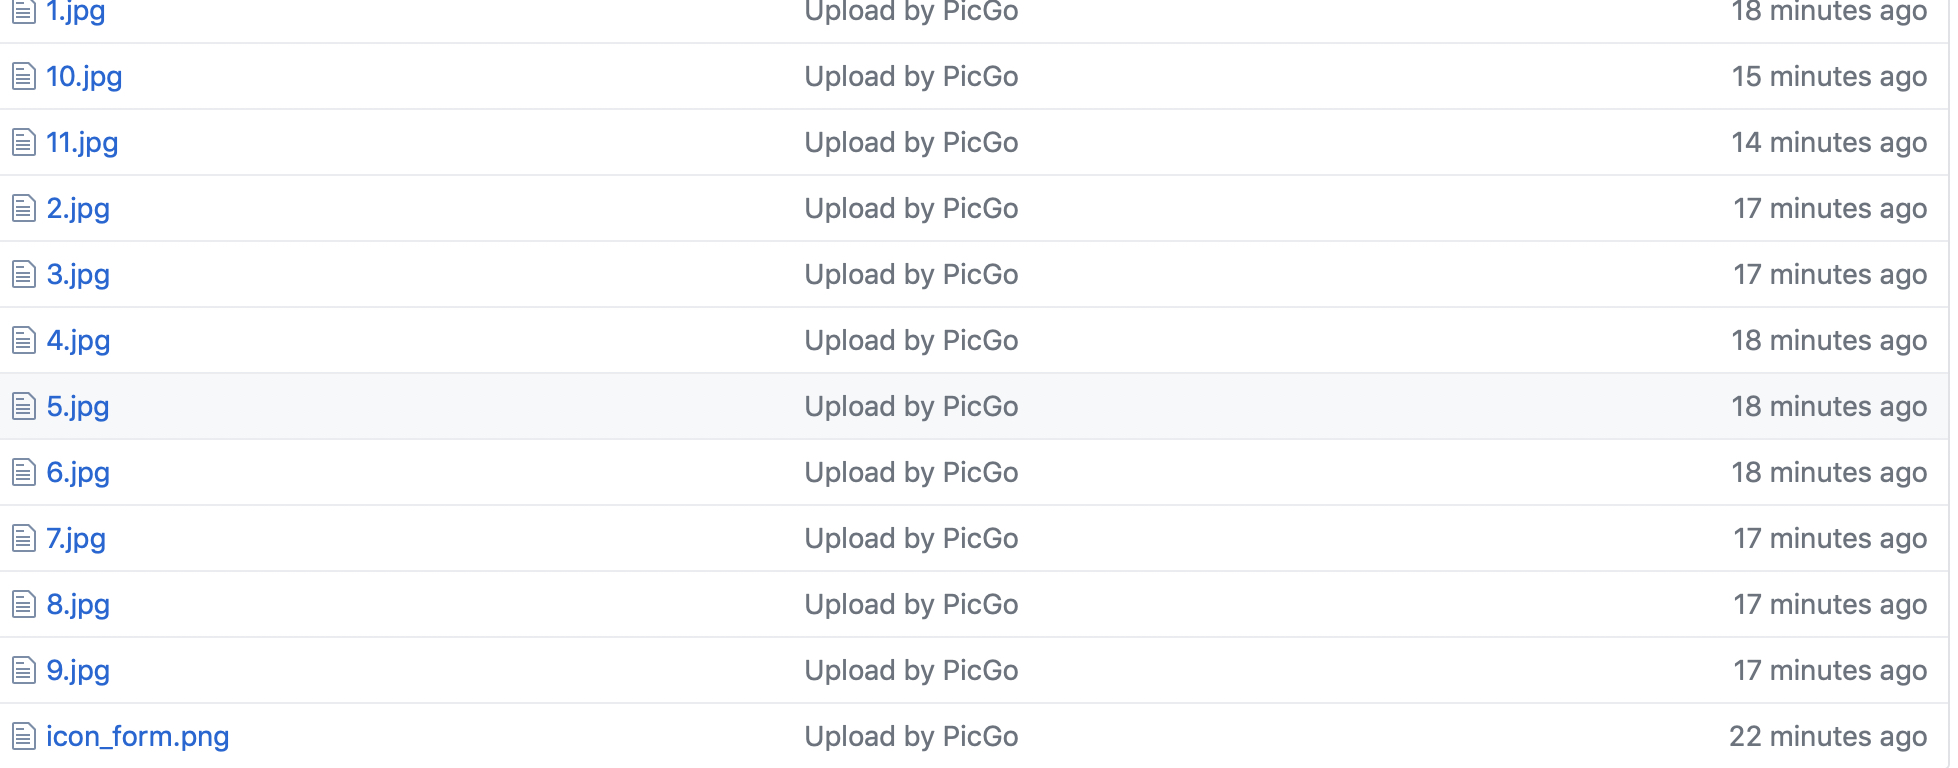 1.jpg Upload by PicGo 18 minutes ago
10.jpg Upload by PicGo 15 minutes ago
11.jpg Upload by PicGo 14 minutes ago
2.jpg Upload by PicGo 17 minutes ago
3.jpg Upload by PicGo 17 minutes ago
4.jpg Upload by PicGo 18 minutes ago
5.jpg Upload by PicGo 18 minutes ago
6.jpg Upload by PicGo 18 minutes ago
7.jpg Upload by PicGo 17 minutes ago
8.jpg Upload by PicGo 17 minutes ago
9.jpg Upload by PicGo 17 minutes ago
icon_form.png Upload by PicGo 22 minutes ago